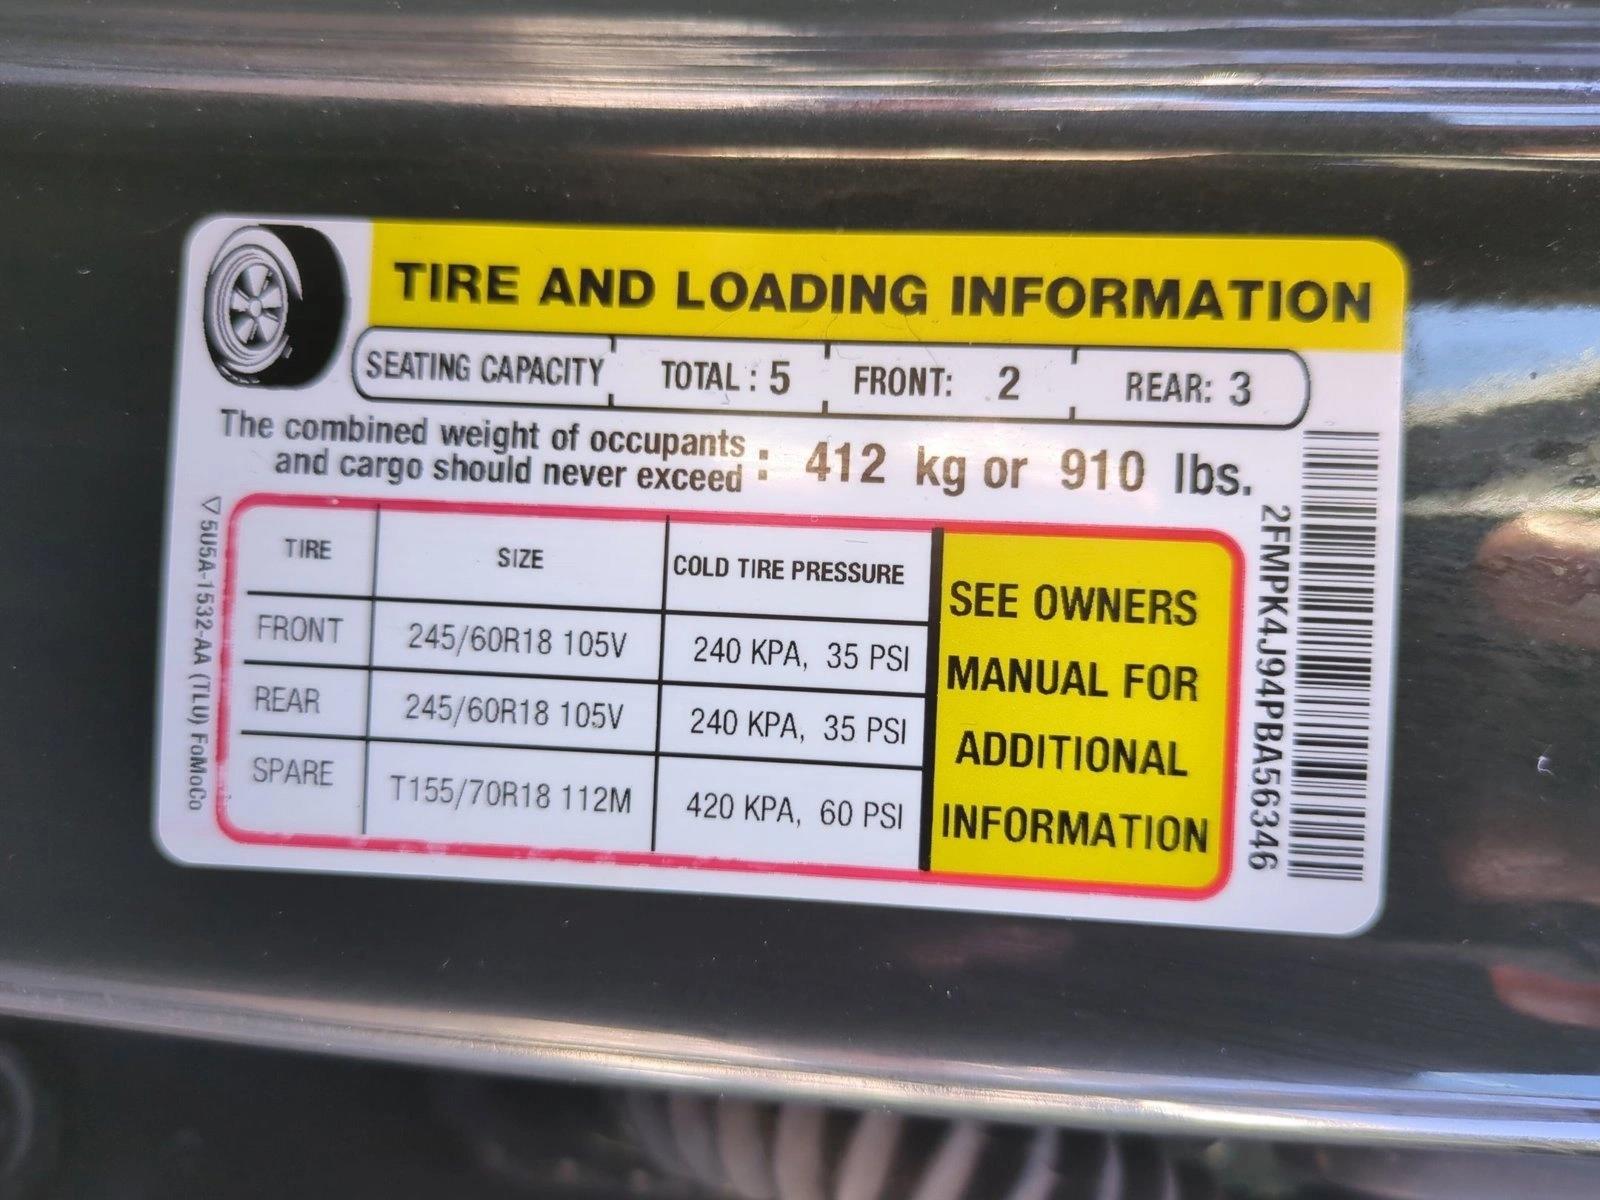 TIRE AND LOADING INFORMATION
SEATING CAPACITY TOTAL : 5 FRONT: 2 REAR: 3
The combined weight of occupants
and cargo should never exceed : 412 kg or 910 lbs.
TIRE SIZE COLD TIRE PRESSURE
FRONT 245/60R18 105V 240 KPA, 35 PSI
REAR 245/60R18 105V 240 KPA, 35 PSI
SPARE T155/70R18 112M 420 KPA, 60 PSI
SEE OWNERS
MANUAL FOR
ADDITIONAL
INFORMATION
5U5A-1532-AA (TLU) FoMoCo
2FMPK4J94PBA56346